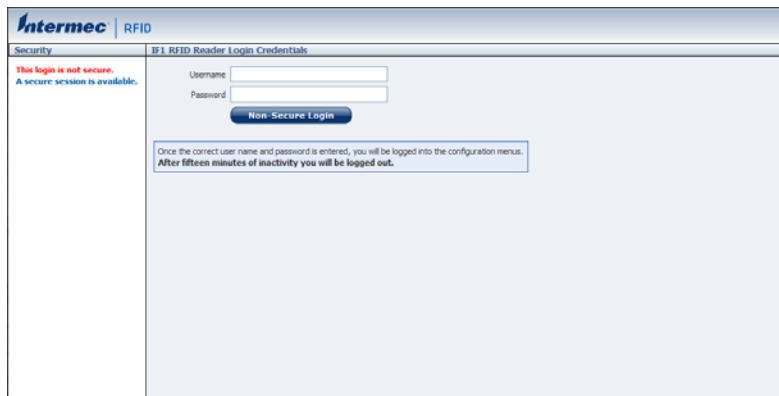 Intermec RFID
Security
IF1 RFID Reader Login Credentials
This login is not secure.
A secure session is available.
Username
Password
Non-Secure Login
Once the correct user name and password is entered, you will be logged into the configuration menus.
After fifteen minutes of inactivity you will be logged out.